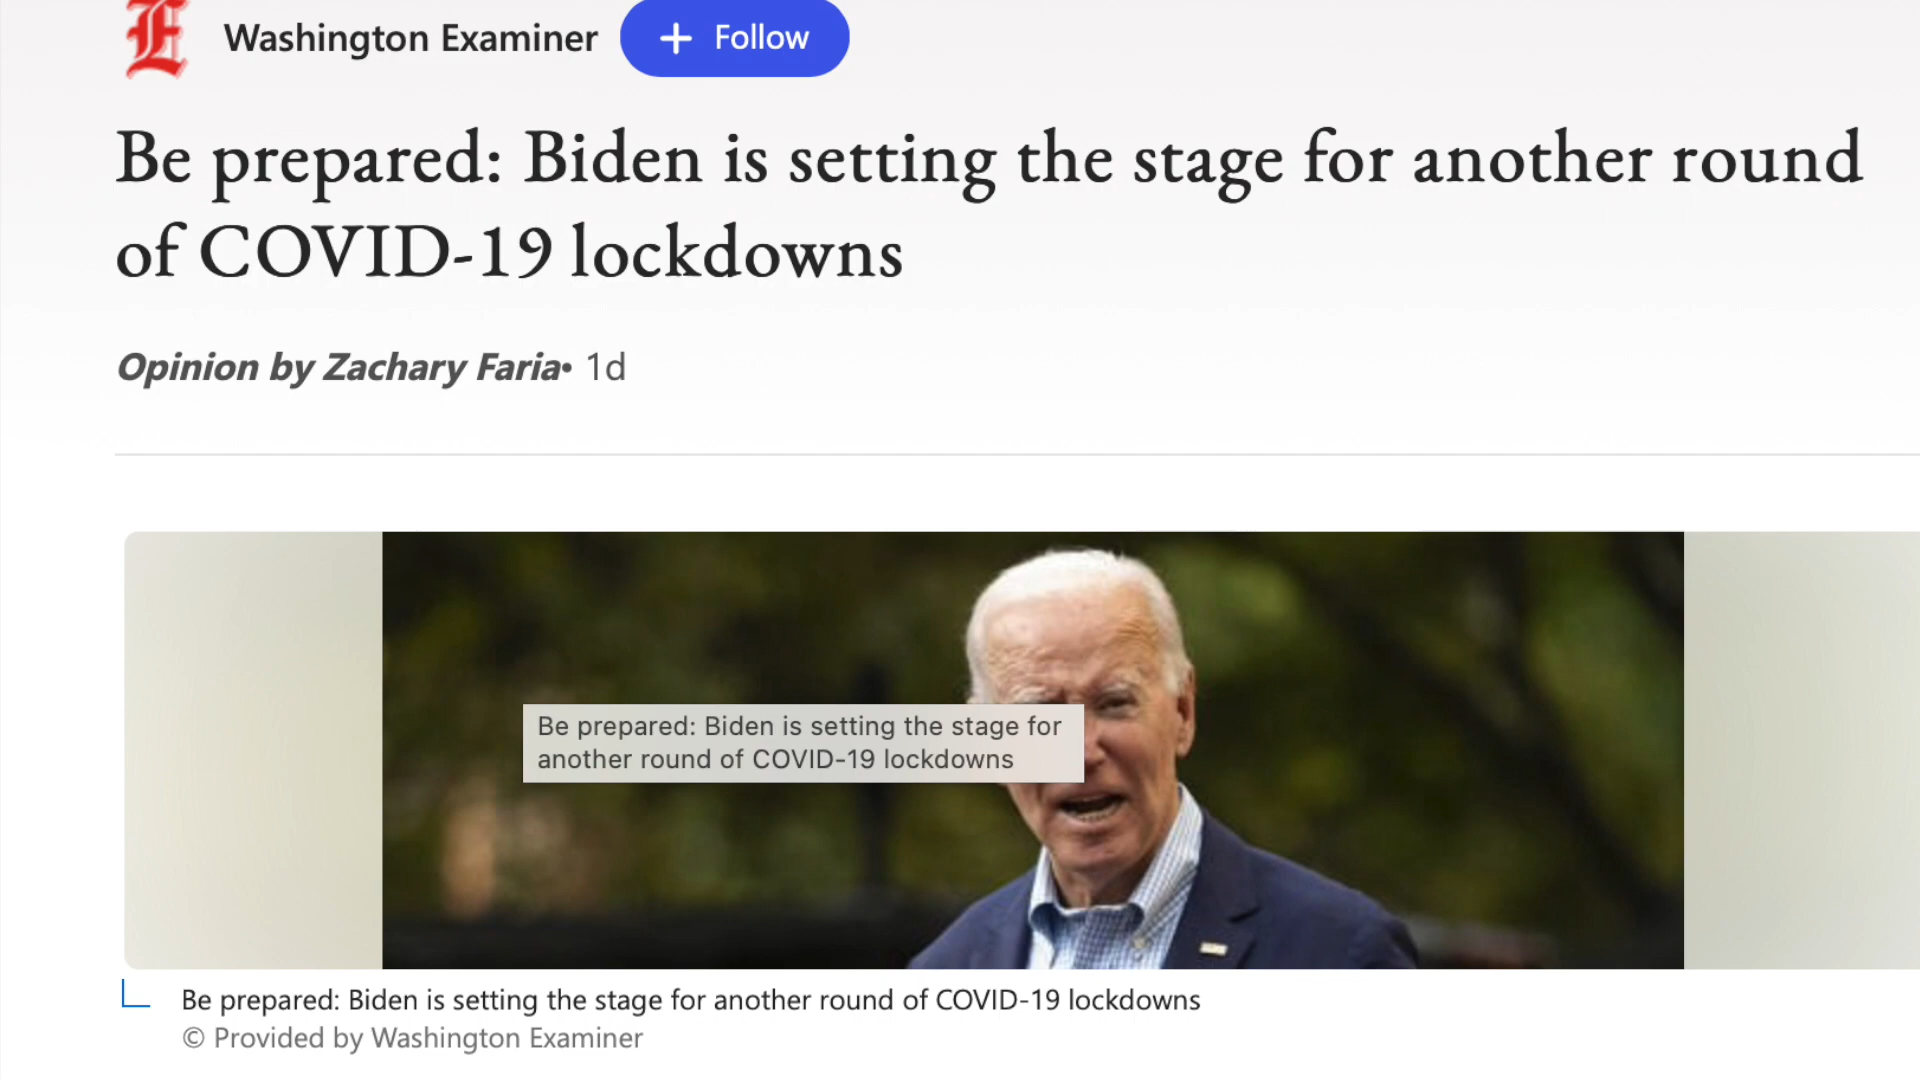 Washington Examiner
+ Follow
Be prepared: Biden is setting the stage for another round
of COVID-19 lockdowns
Opinion by Zachary Faria• 1d
Be prepared: Biden is setting the stage for
another round of COVID-19 lockdowns
Be prepared: Biden is setting the stage for another round of COVID-19 lockdowns
© Provided by Washington Examiner